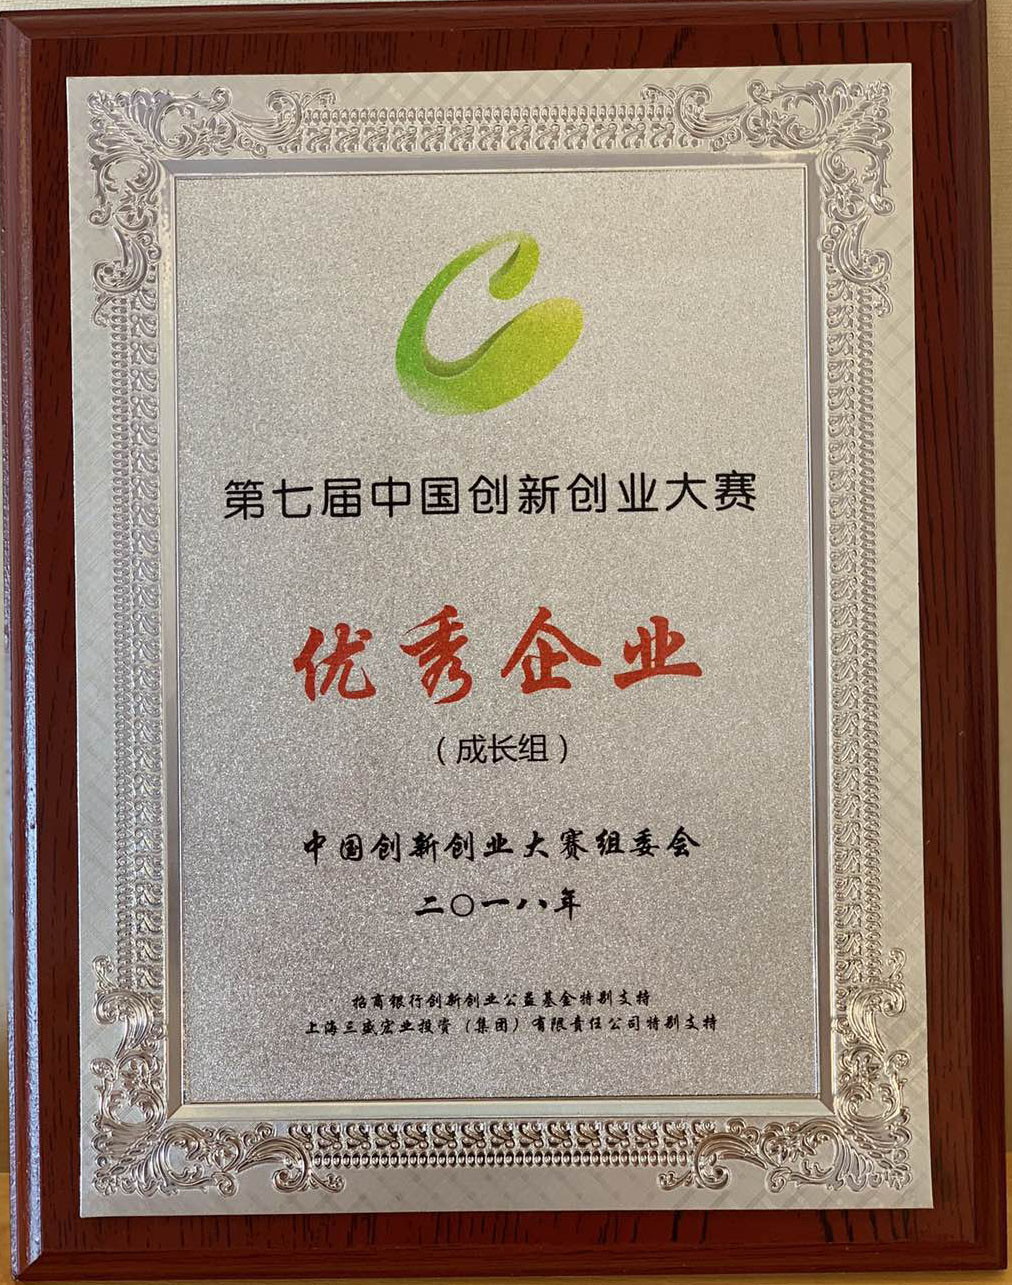 第七届中国创新创业大赛
优秀企业
（成长组）
中国创新创业大赛组委会
二〇一八年
招商银行创新创业公益基金特别支持
上海三盛宏业投资（集团）有限责任公司特别支持